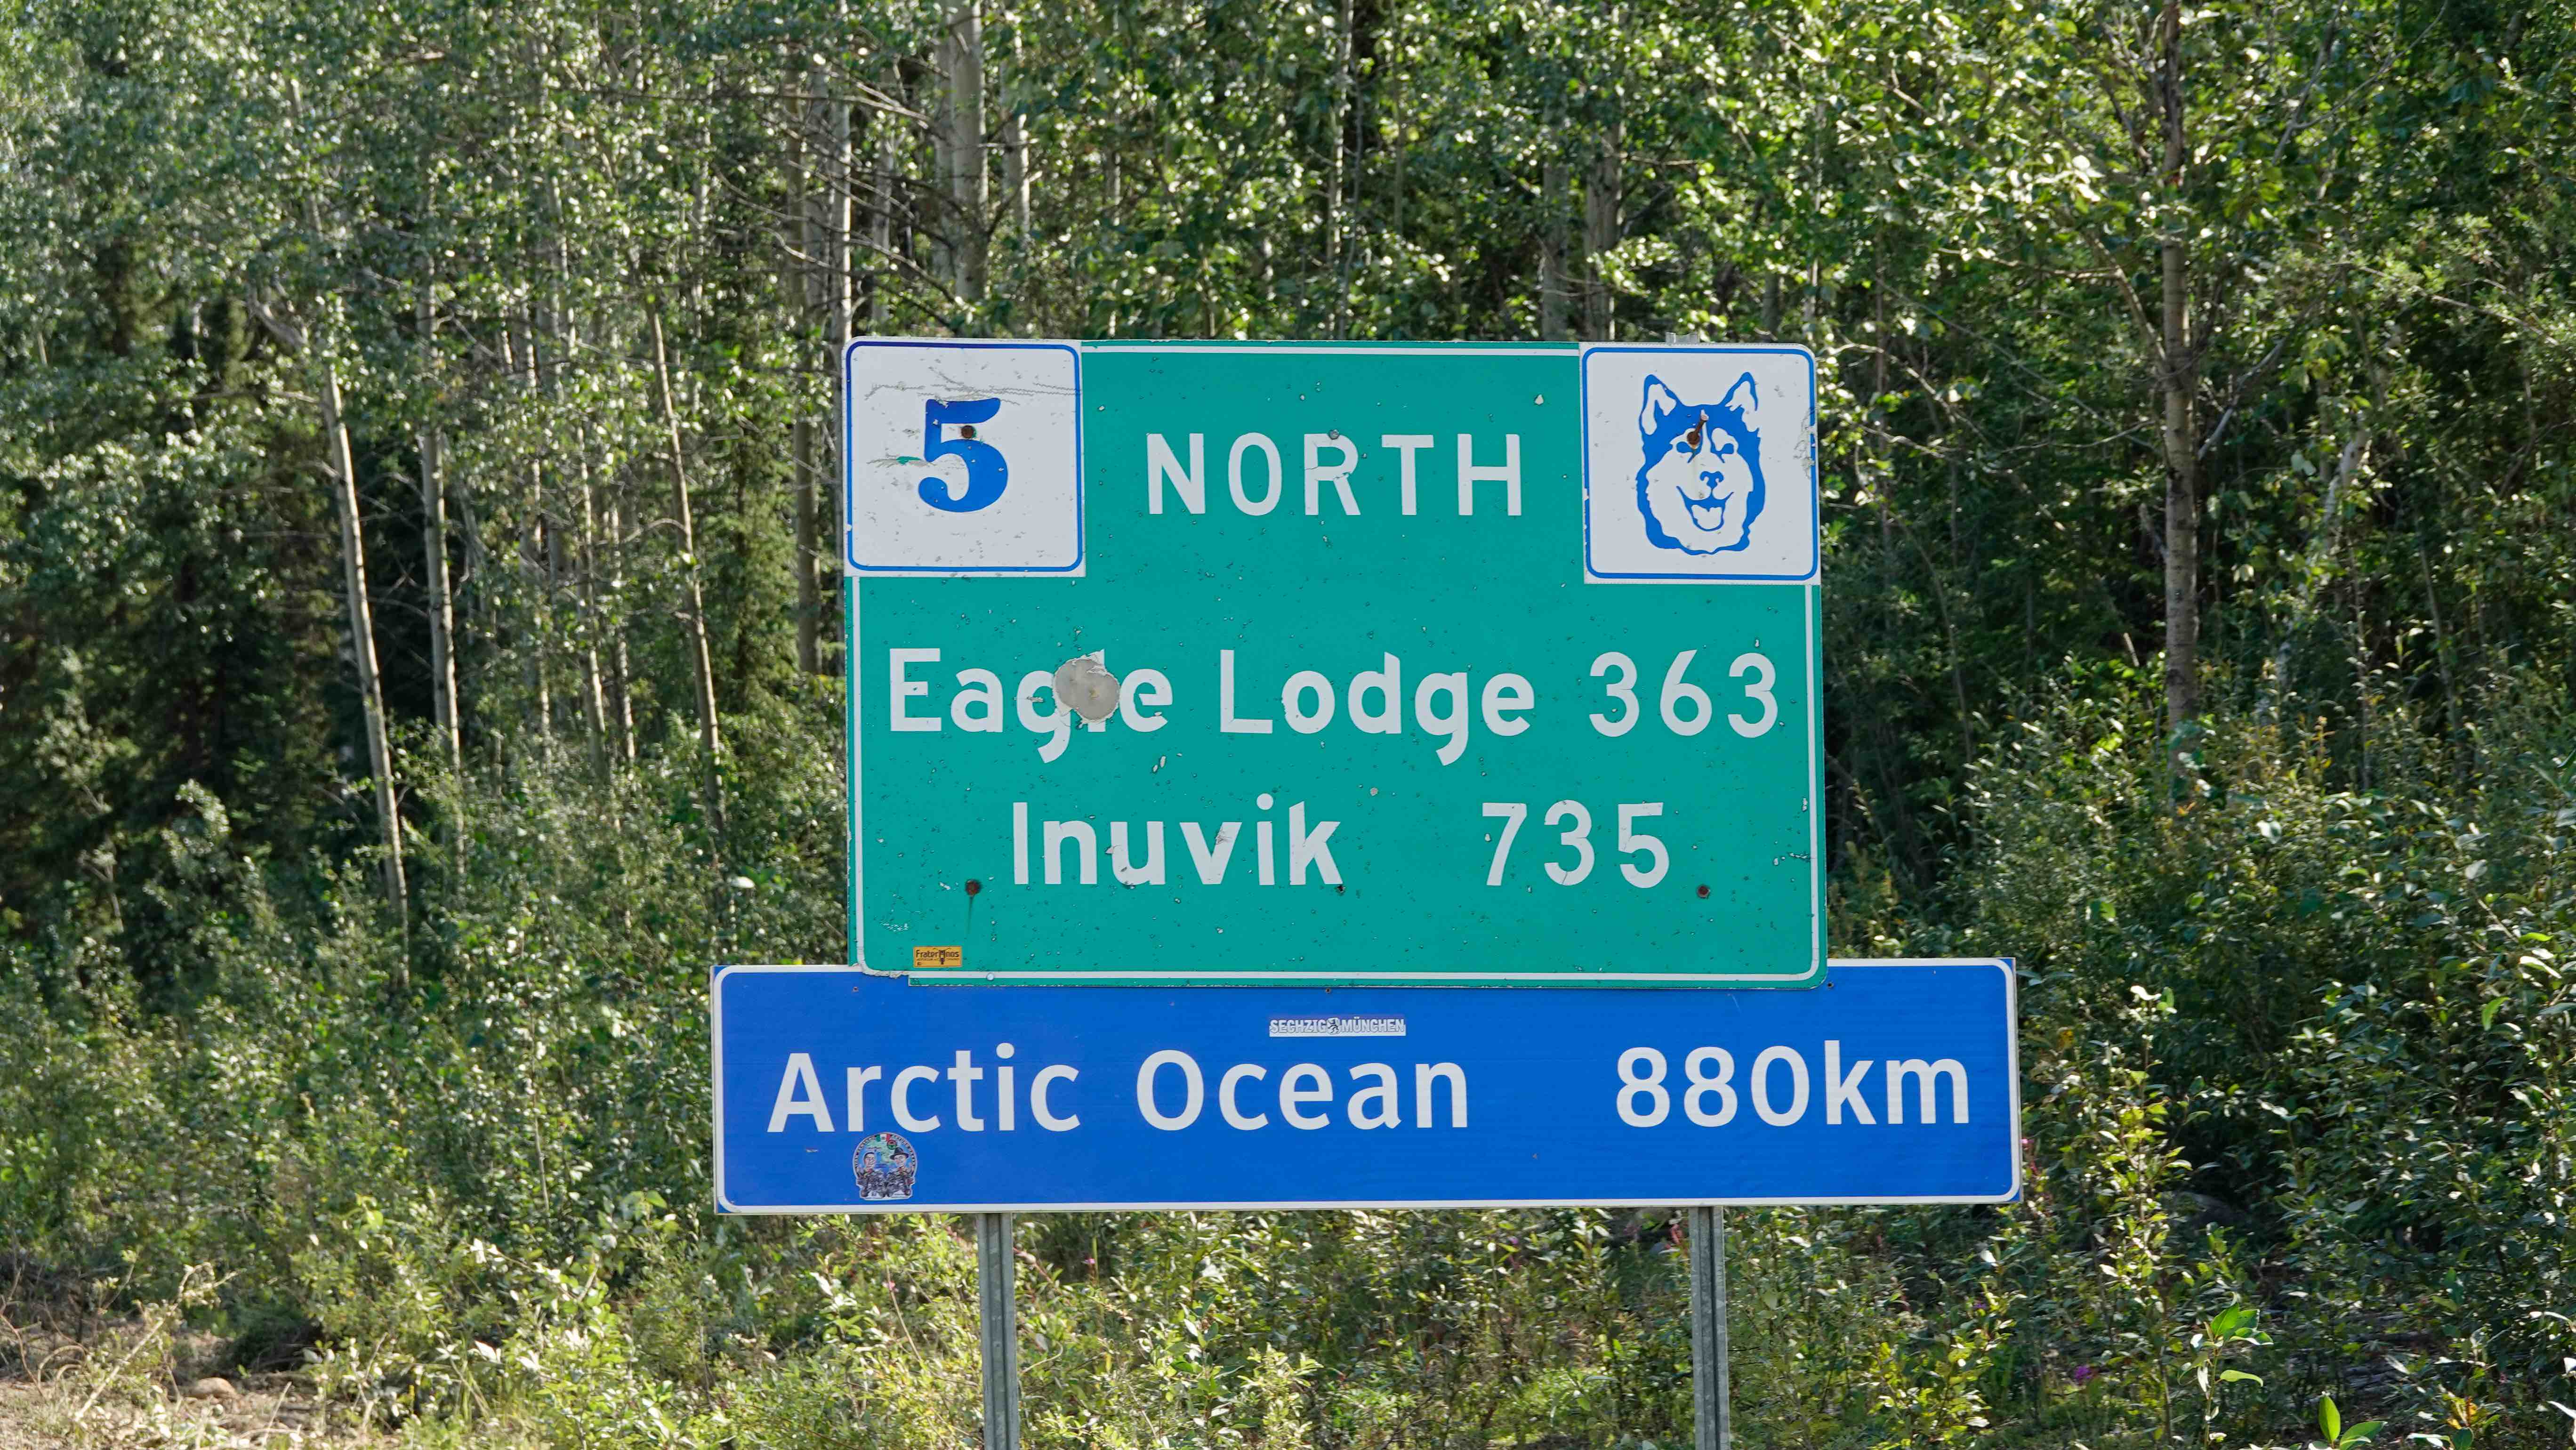 5 NORTH
Eagle Lodge 363
Inuvik 735
SECHZIG MÜNCHEN
Arctic Ocean 880km